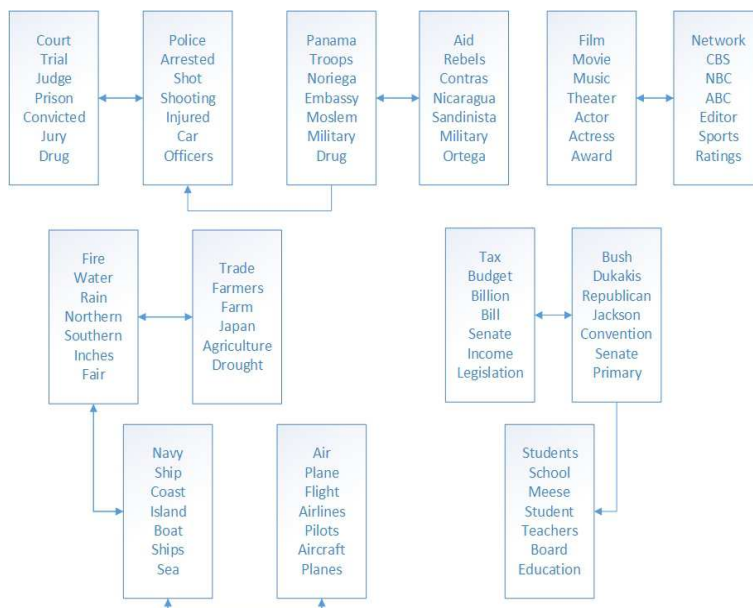 Court
Trial
Judge
Prison
Convicted
Jury
Drug
Police
Arrested
Shot
Shooting
Injured
Car
Officers
Panama
Troops
Noriega
Embassy
Moslem
Military
Drug
Aid
Rebels
Contras
Nicaragua
Sandinista
Military
Ortega
Film
Movie
Music
Theater
Actor
Actress
Award
Network
CBS
NBC
ABC
Editor
Sports
Ratings
Fire
Water
Rain
Northern
Southern
Inches
Fair
Trade
Farmers
Farm
Japan
Agriculture
Drought
Tax
Budget
Billion
Bill
Senate
Income
Legislation
Bush
Dukakis
Republican
Jackson
Convention
Senate
Primary
Navy
Ship
Coast
Island
Boat
Ships
Sea
Air
Plane
Flight
Airlines
Pilots
Aircraft
Planes
Students
School
Meese
Student
Teachers
Board
Education